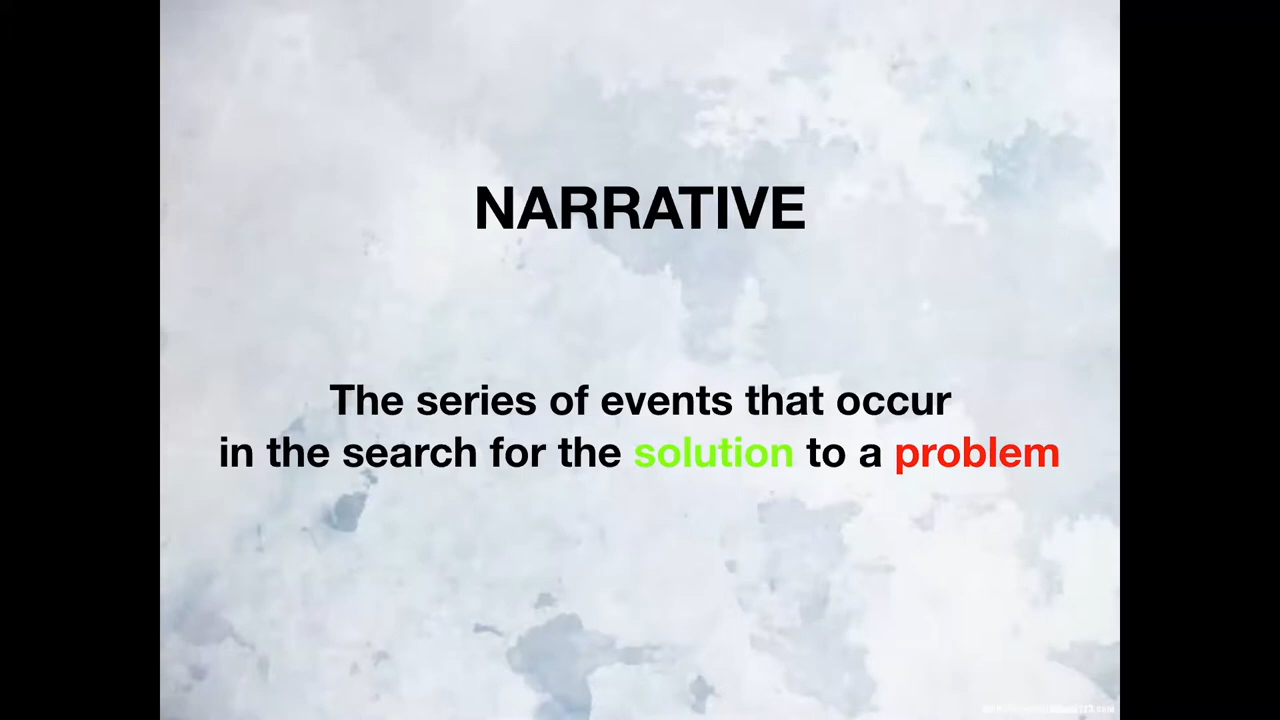 NARRATIVE
The series of events that occur
in the search for the solution to a problem